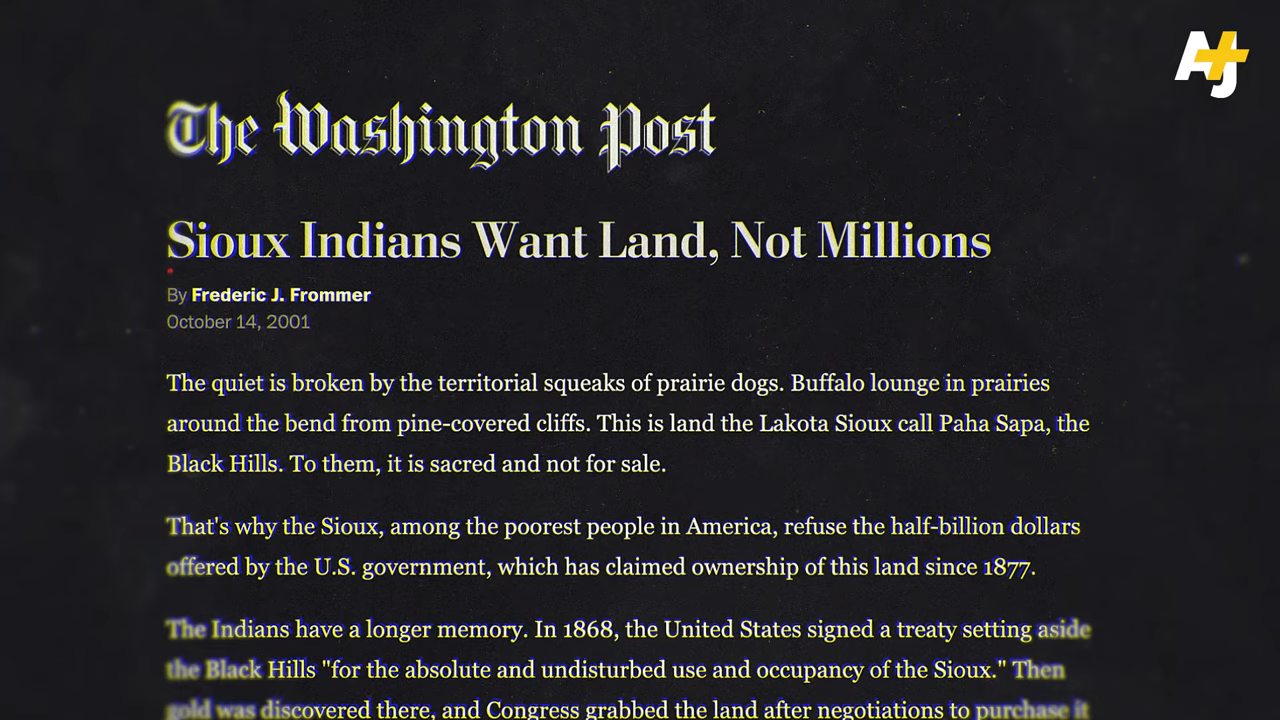 AJ+
The Washington Post
Sioux Indians Want Land, Not Millions
By Frederic J. Frommer
October 14, 2001
The quiet is broken by the territorial squeaks of prairie dogs. Buffalo lounge in prairies
around the bend from pine-covered cliffs. This is land the Lakota Sioux call Paha Sapa, the
Black Hills. To them, it is sacred and not for sale.
That's why the Sioux, among the poorest people in America, refuse the half-billion dollars
offered by the U.S. government, which has claimed ownership of this land since 1877.
The Indians have a longer memory. In 1868, the United States signed a treaty setting aside
the Black Hills "for the absolute and undisturbed use and occupancy of the Sioux." Then
gold was discovered there, and Congress grabbed the land after negotiations to purchase it